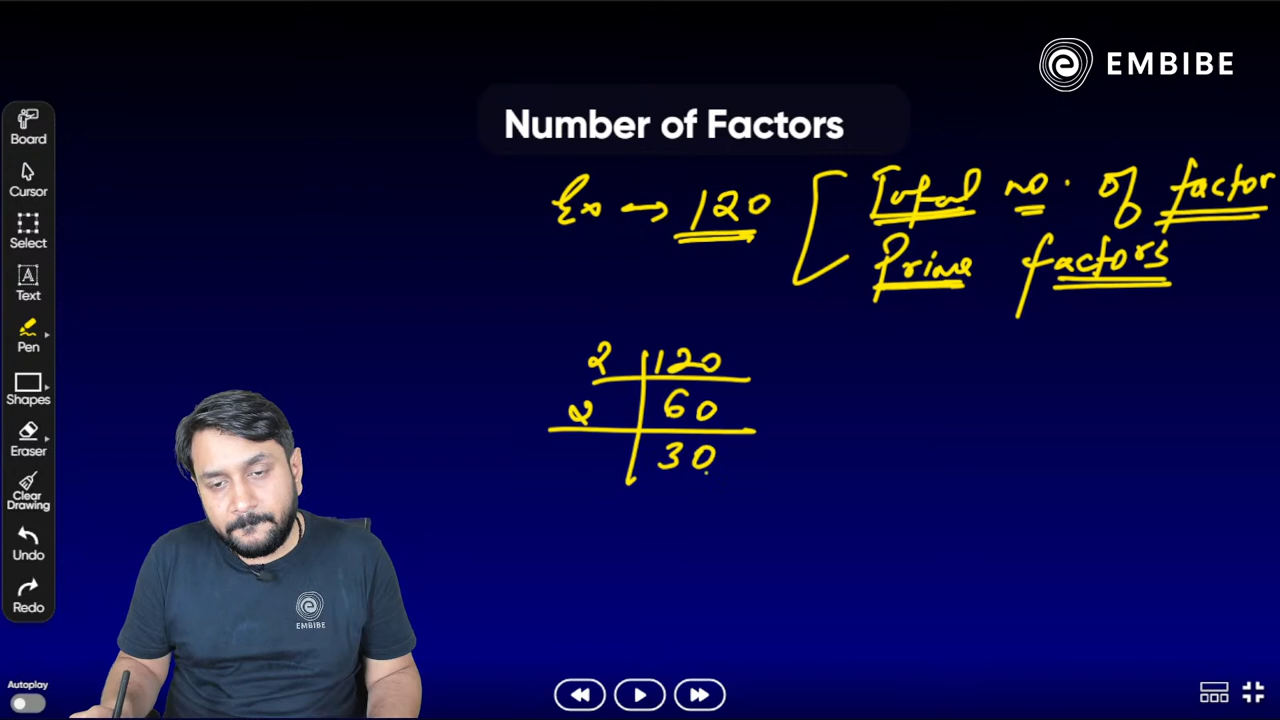 EMBIBE
Number of Factors
Ex → 120 [ Total no. of factor
Prime factors
2 | 120
2 | 60
30
Board
Cursor
Select
Text
Pen
Shapes
Eraser
Clear
Drawing
Undo
Redo
EMBIBE
Autoplay